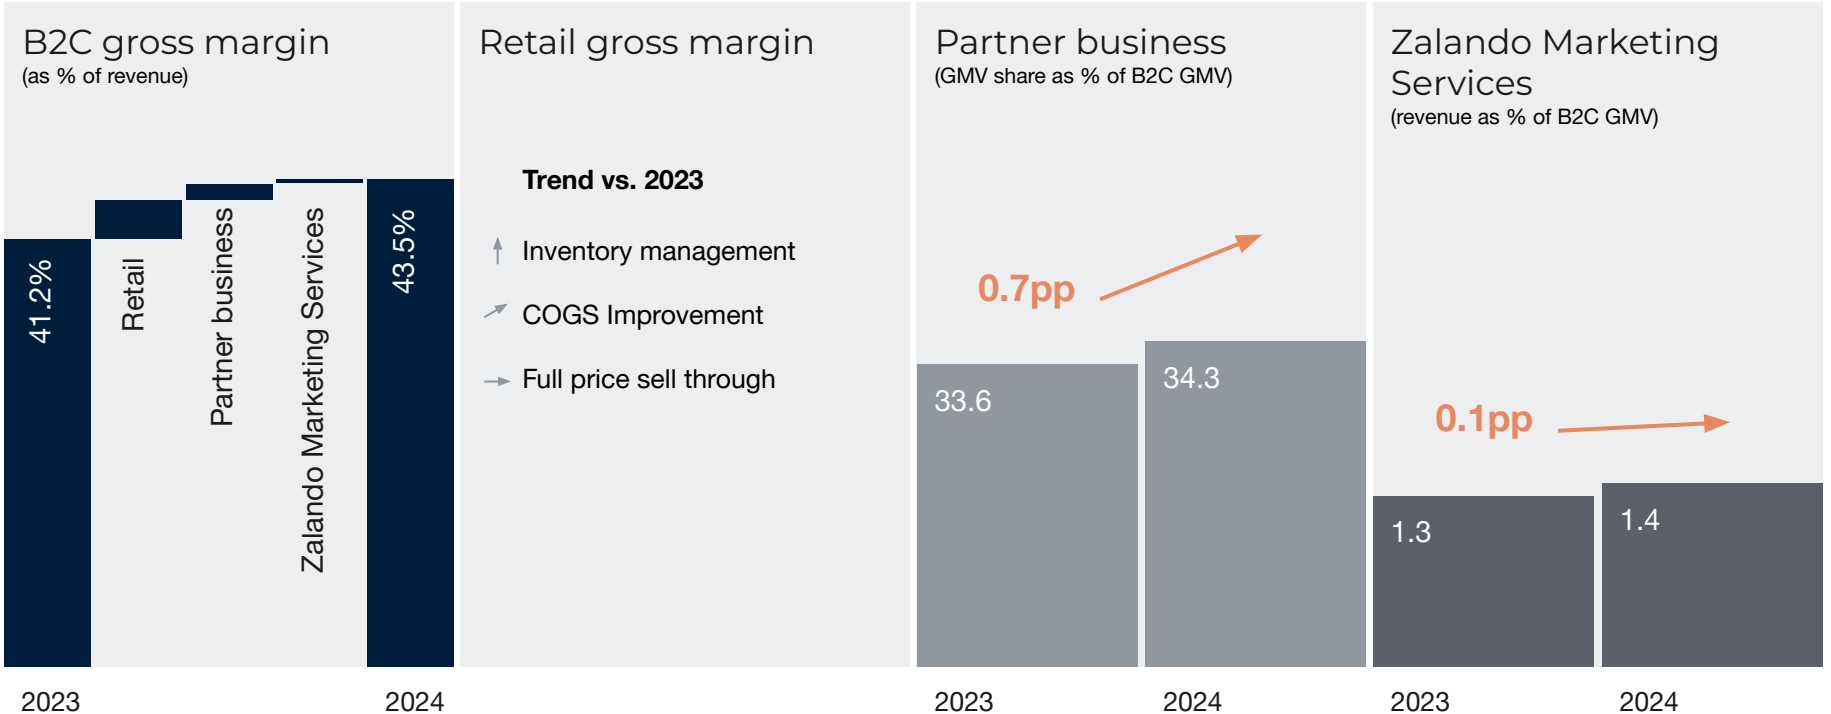 B2C gross margin
(as % of revenue)
41.2%
Retail
Partner business
Zalando Marketing Services
43.5%
2023
2024
Retail gross margin
Trend vs. 2023
Inventory management
COGS Improvement
Full price sell through
Partner business
(GMV share as % of B2C GMV)
0.7pp
33.6
34.3
2023
2024
Zalando Marketing
Services
(revenue as % of B2C GMV)
0.1pp
1.3
1.4
2023
2024